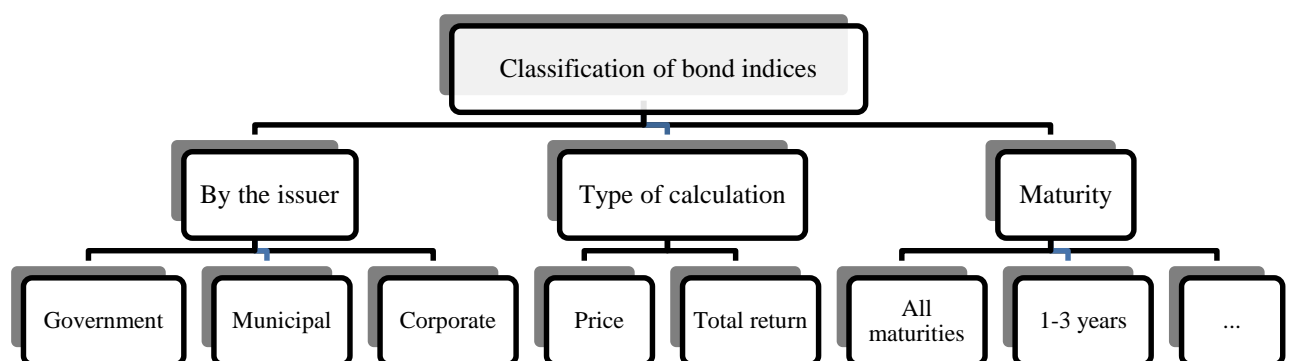 Classification of bond indices
By the issuer
Type of calculation
Maturity
Government
Municipal
Corporate
Price
Total return
All
maturities
1-3 years
...